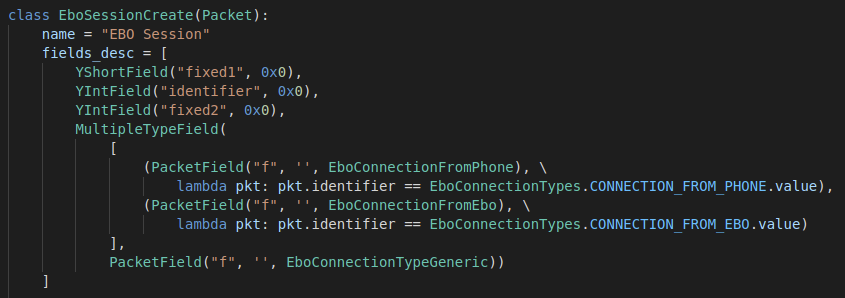 class EboSessionCreate(Packet):
    name = "EBO Session"
    fields_desc = [
        YShortField("fixed1", 0x0),
        YIntField("identifier", 0x0),
        YIntField("fixed2", 0x0),
        MultipleTypeField(
            [
                (PacketField("f", '', EboConnectionFromPhone), \
                    lambda pkt: pkt.identifier == EboConnectionTypes.CONNECTION_FROM_PHONE.value),
                (PacketField("f", '', EboConnectionFromEbo), \
                    lambda pkt: pkt.identifier == EboConnectionTypes.CONNECTION_FROM_EBO.value)
            ],
            PacketField("f", '', EboConnectionTypeGeneric))
    ]